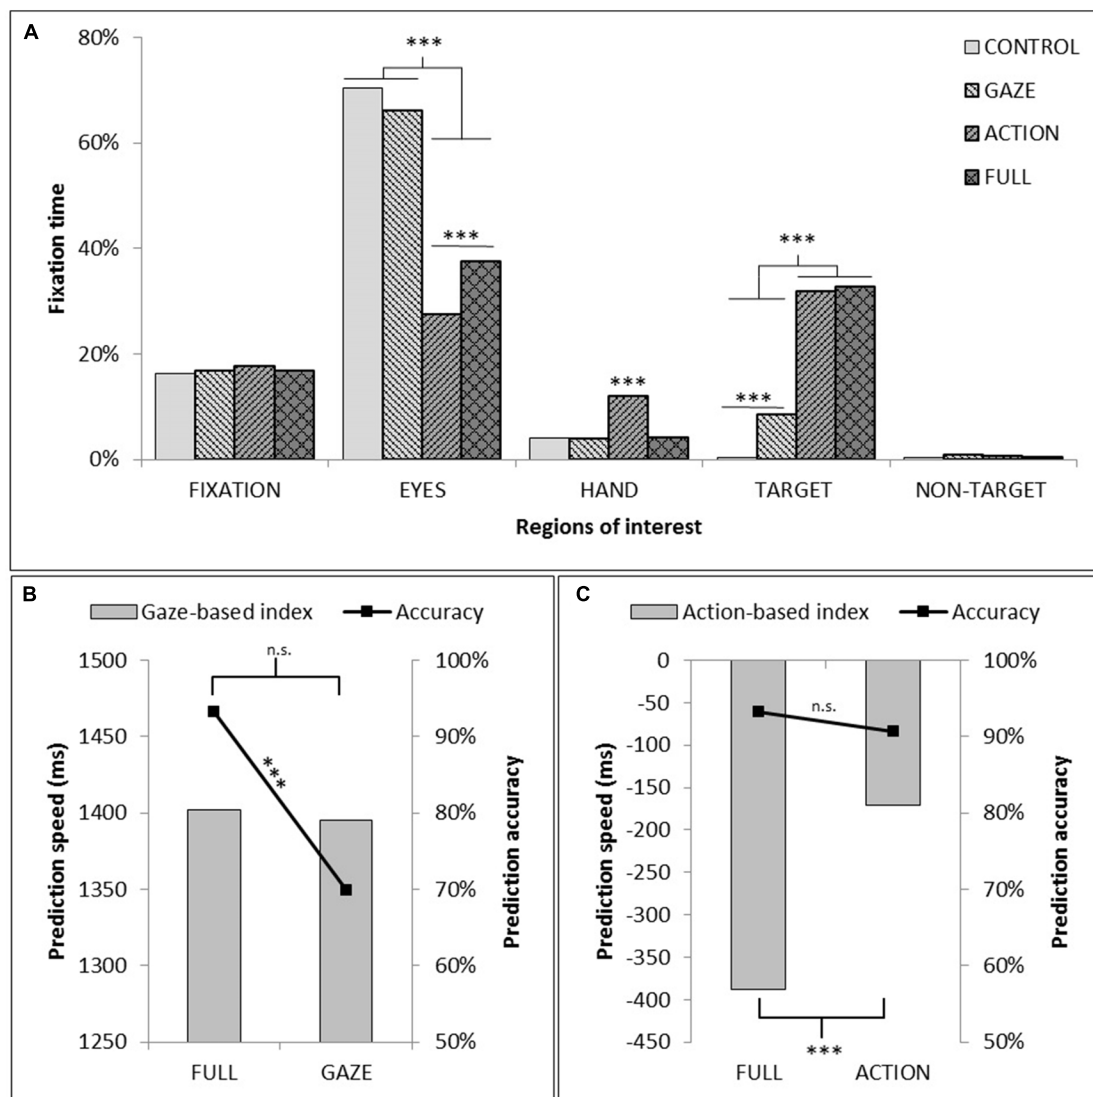 A
80%
60%
40%
20%
0%
Fixation time
***
***
***
***
***
CONTROL
GAZE
ACTION
FULL
FIXATION EYES HAND TARGET NON-TARGET
Regions of interest
B
Gaze-based index Accuracy
n.s.
1500
1450
1400
1350
1300
1250
Prediction speed (ms)
***
100%
90%
80%
70%
60%
50%
Prediction accuracy
FULL GAZE
C
Action-based index Accuracy
0
-50
-100
-150
-200
-250
-300
-350
-400
-450
Prediction speed (ms)
n.s.
***
100%
90%
80%
70%
60%
50%
Prediction accuracy
FULL ACTION